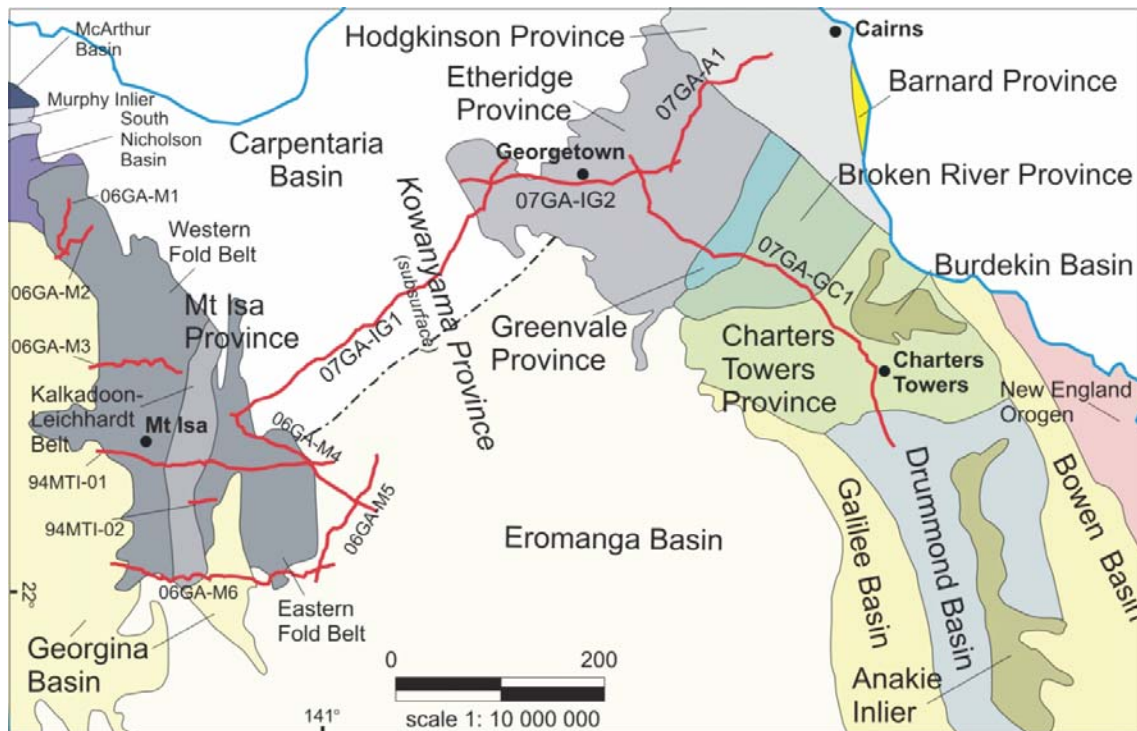 McArthur
Basin
Murphy Inlier
South
Nicholson
Basin
06GA-M1
Western
Fold Belt
06GA-M2
Mt Isa
Province
06GA-M3
Kalkadoon-
Leichhardt
Belt
Mt Isa
94MTI-01
94MTI-02
06GA-M4
06GA-M5
06GA-M6
Eastern
Fold Belt
22°
Georgina
Basin
141°
Carpentaria
Basin
07GA-IG1
Kowanyama Province
(subsurface)
Hodgkinson Province
Cairns
Etheridge
Province
07GA-A1
Barnard Province
Georgetown
07GA-IG2
Broken River Province
07GA-GC1
Burdekin Basin
Greenvale
Province
Charters
Towers
Province
Charters
Towers
New England
Orogen
Eromanga Basin
Galilee Basin
Drummond Basin
Bowen Basin
Anakie
Inlier
0
200
scale 1: 10 000 000